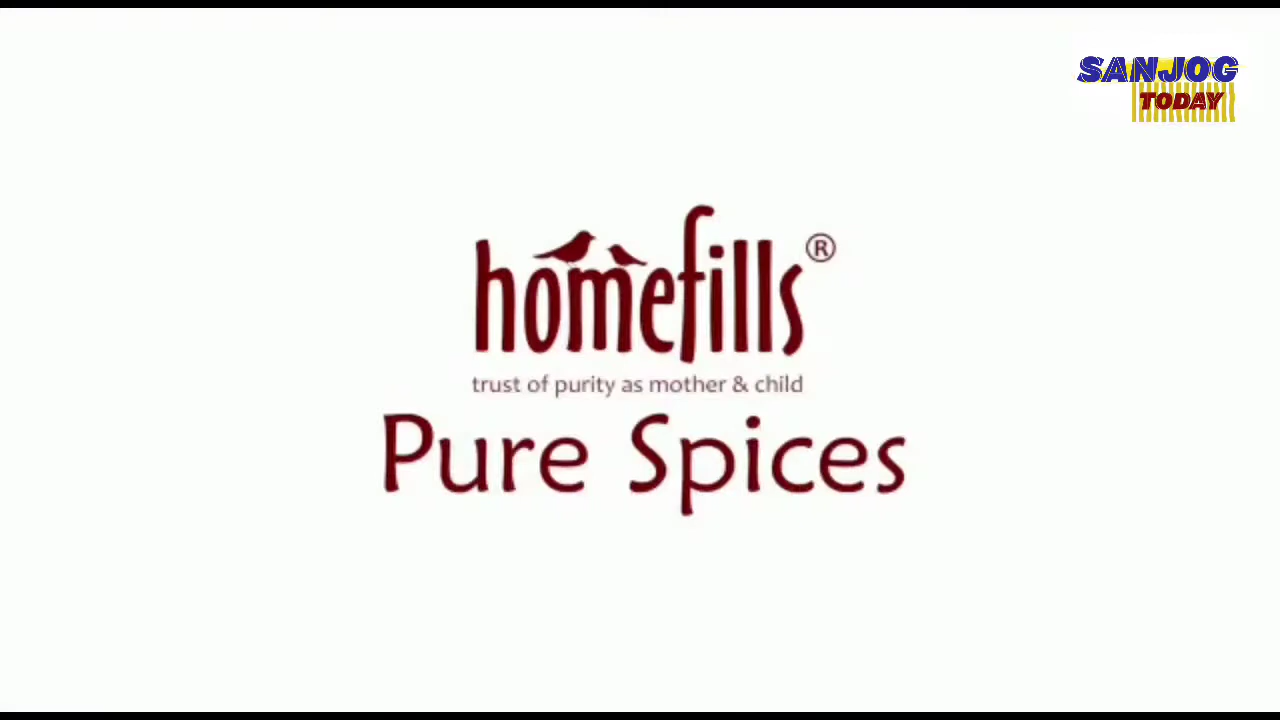 SANJOG
TODAY
homefills®
trust of purity as mother & child
Pure Spices